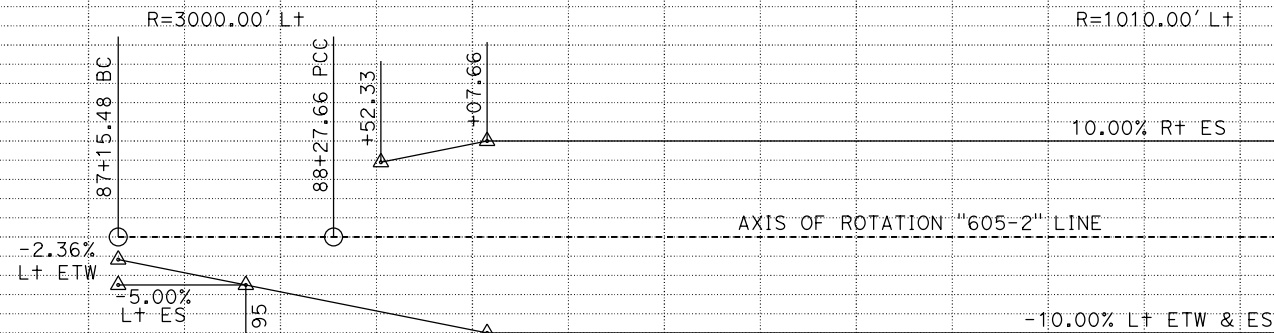 R=3000.00' Lt
R=1010.00' Lt
87+15.48 BC
88+27.66 PCC
+52.33
+07.66
10.00% Rt ES
AXIS OF ROTATION "605-2" LINE
-2.36%
Lt ETW
-5.00%
Lt ES
95
-10.00% Lt ETW & ES